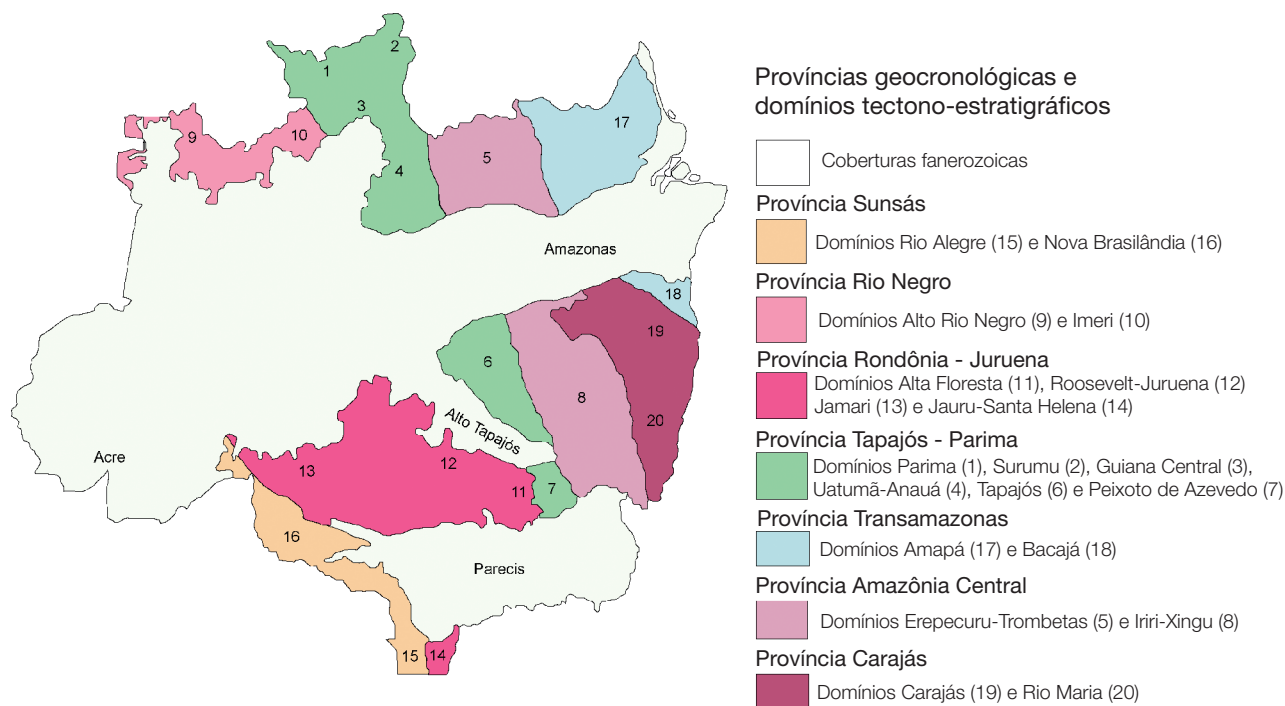 1
2
3
4
5
17
9
10
Amazonas
18
19
6
8
20
Alto Tapajós
Acre
13
12
11
7
16
Parecis
15
14
Províncias geocronológicas e
domínios tectono-estratigráficos
Coberturas fanerozoicas
Província Sunsás
Domínios Rio Alegre (15) e Nova Brasilândia (16)
Província Rio Negro
Domínios Alto Rio Negro (9) e Imeri (10)
Província Rondônia - Juruena
Domínios Alta Floresta (11), Roosevelt-Juruena (12)
Jamari (13) e Jauru-Santa Helena (14)
Província Tapajós - Parima
Domínios Parima (1), Surumu (2), Guiana Central (3),
Uatumã-Anauá (4), Tapajós (6) e Peixoto de Azevedo (7)
Província Transamazonas
Domínios Amapá (17) e Bacajá (18)
Província Amazônia Central
Domínios Erepecuru-Trombetas (5) e Iriri-Xingu (8)
Província Carajás
Domínios Carajás (19) e Rio Maria (20)